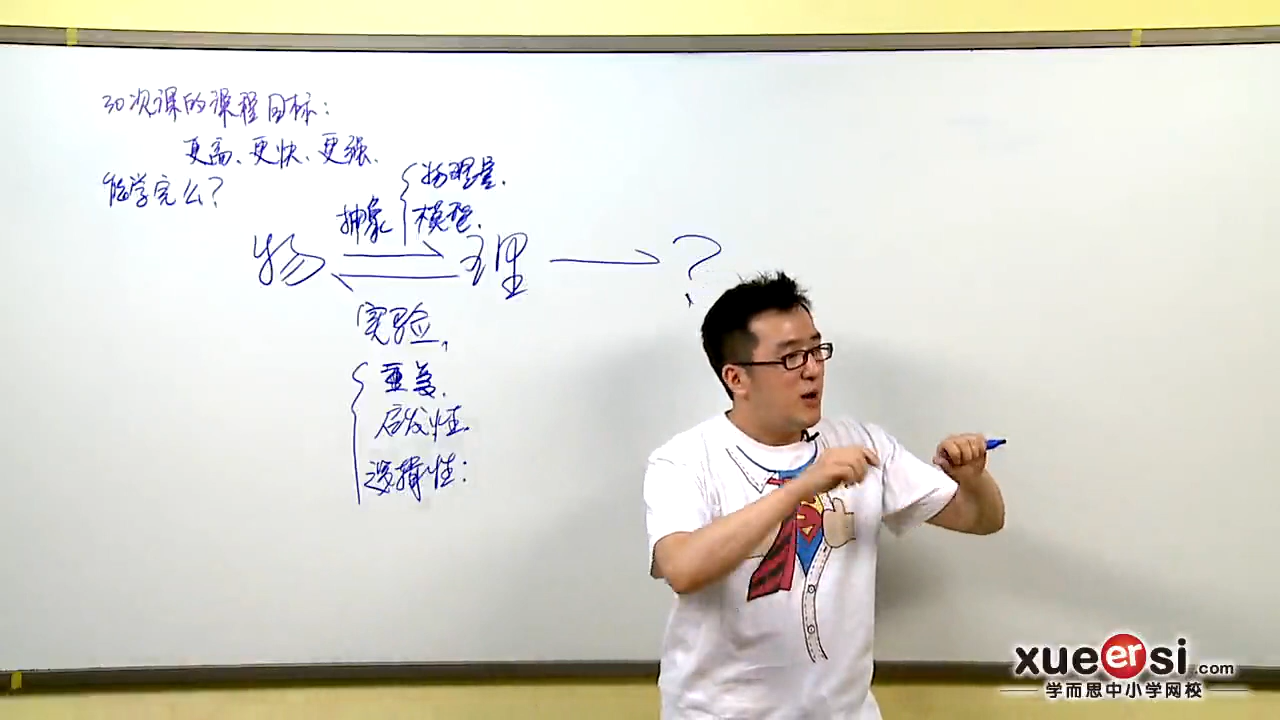 30次课的课程目标:
更高、更快、更强.
能学完么?
抽象 { 物理量.
模型.
物 ⇌ 理 → ?
实验,
{ 重复.
启发性.
选择性:
xueersi.com
学而思中小学网校